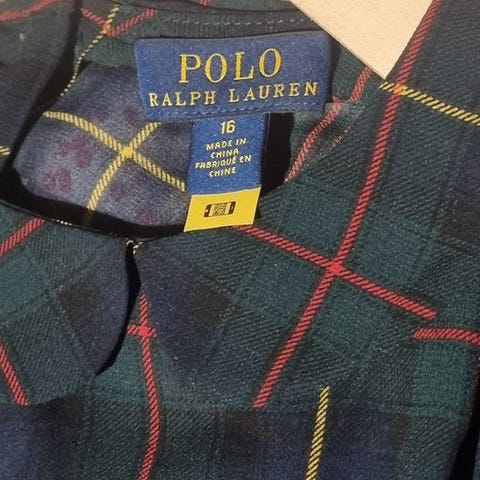 POLO
RALPH LAUREN
16
MADE IN
CHINA
FABRIQUÉ EN
CHINE